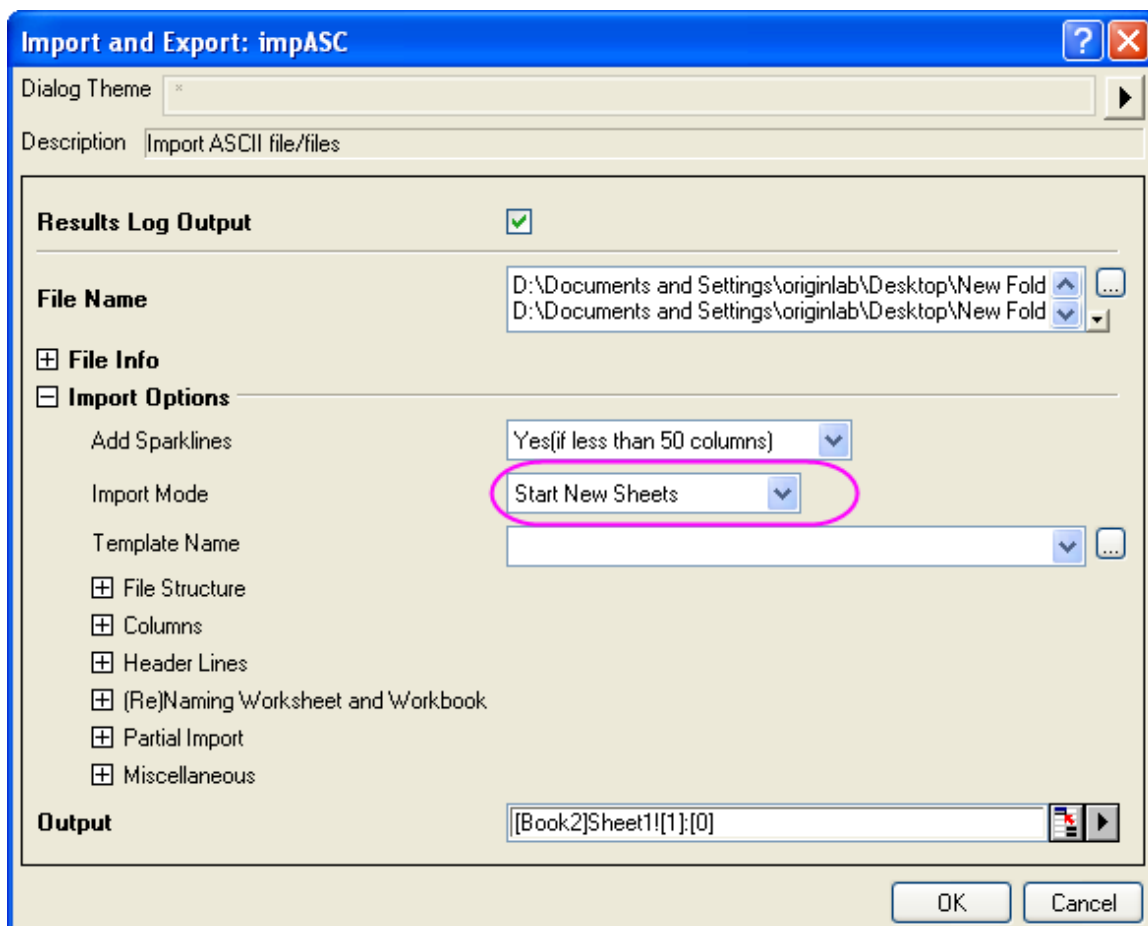 Import and Export: impASC
Dialog Theme *
Description Import ASCII file/files
Results Log Output
File Name D:\Documents and Settings\originlab\Desktop\New Fold ...
D:\Documents and Settings\originlab\Desktop\New Fold
File Info
Import Options
Add Sparklines Yes(if less than 50 columns)
Import Mode Start New Sheets
Template Name ...
File Structure
Columns
Header Lines
(Re)Naming Worksheet and Workbook
Partial Import
Miscellaneous
Output [Book2]Sheet1![1]:[0]
OK Cancel